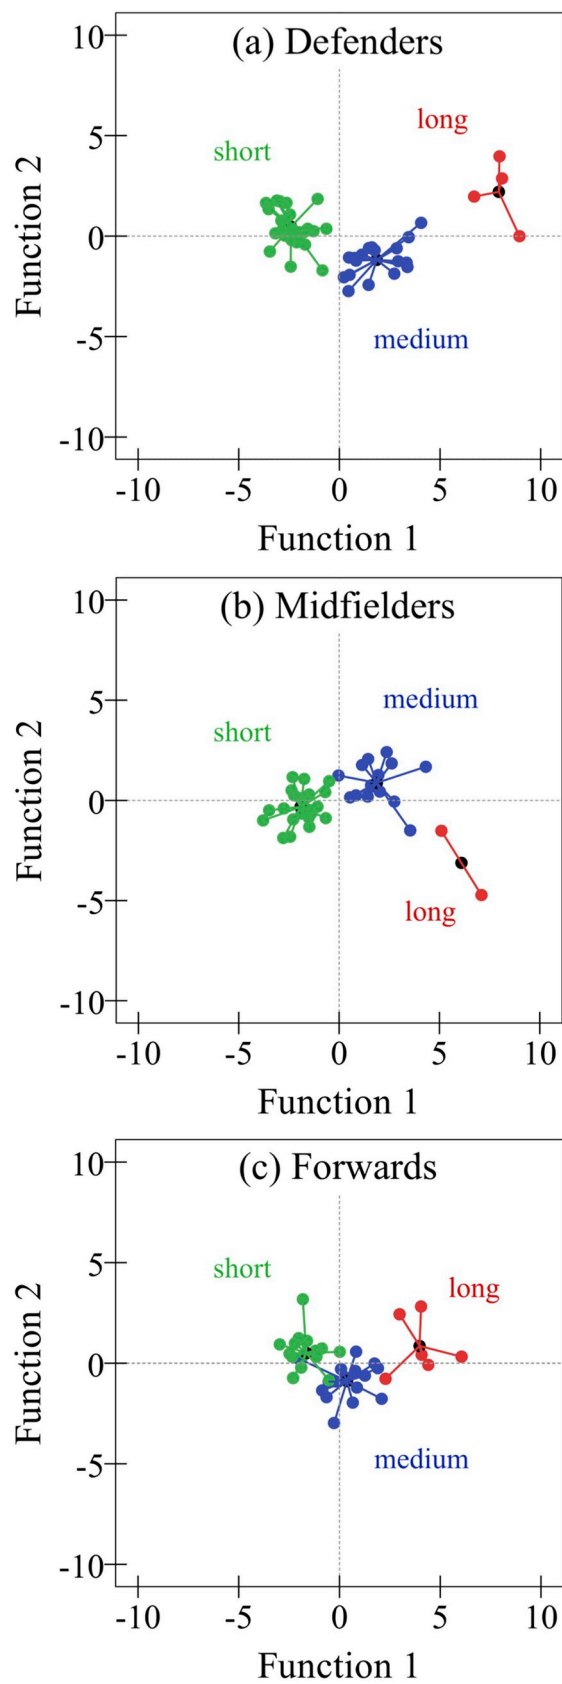 (a) Defenders
10
5
0
-5
-10
Function 2
short
long
medium
-10 -5 0 5 10
Function 1
(b) Midfielders
10
5
0
-5
-10
Function 2
medium
short
long
-10 -5 0 5 10
Function 1
(c) Forwards
10
5
0
-5
-10
Function 2
short
long
medium
-10 -5 0 5 10
Function 1